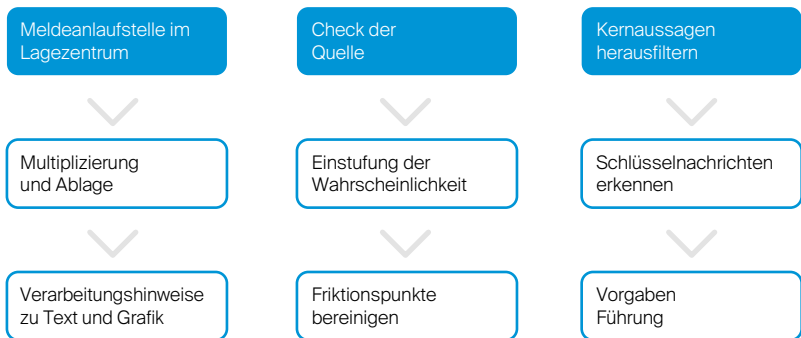 Meldeanlaufstelle im
Lagezentrum
Check der
Quelle
Kernaussagen
herausfiltern
Multiplizierung
und Ablage
Einstufung der
Wahrscheinlichkeit
Schlüsselnachrichten
erkennen
Verarbeitungshinweise
zu Text und Grafik
Friktionspunkte
bereinigen
Vorgaben
Führung